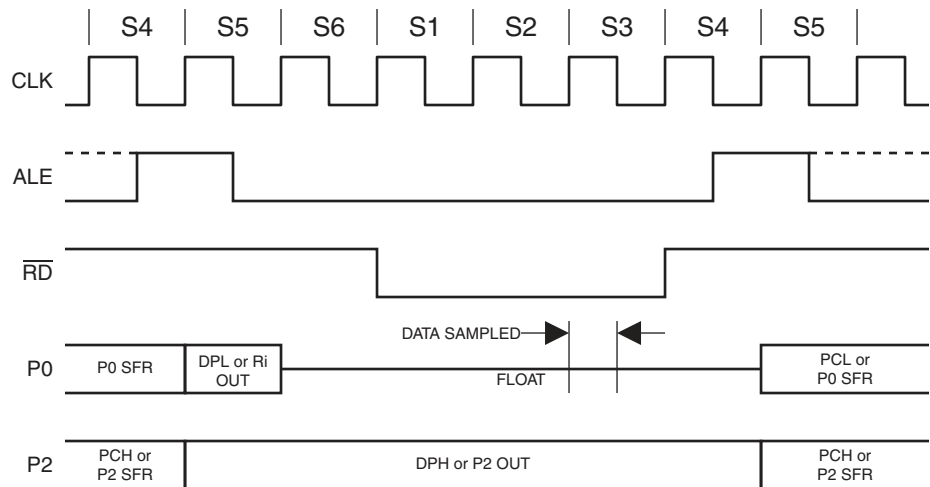 S4 S5 S6 S1 S2 S3 S4 S5
CLK
ALE
RD
DATA SAMPLED
P0
P0 SFR
DPL or Ri
OUT
FLOAT
PCL or
P0 SFR
P2
PCH or
P2 SFR
DPH or P2 OUT
PCH or
P2 SFR